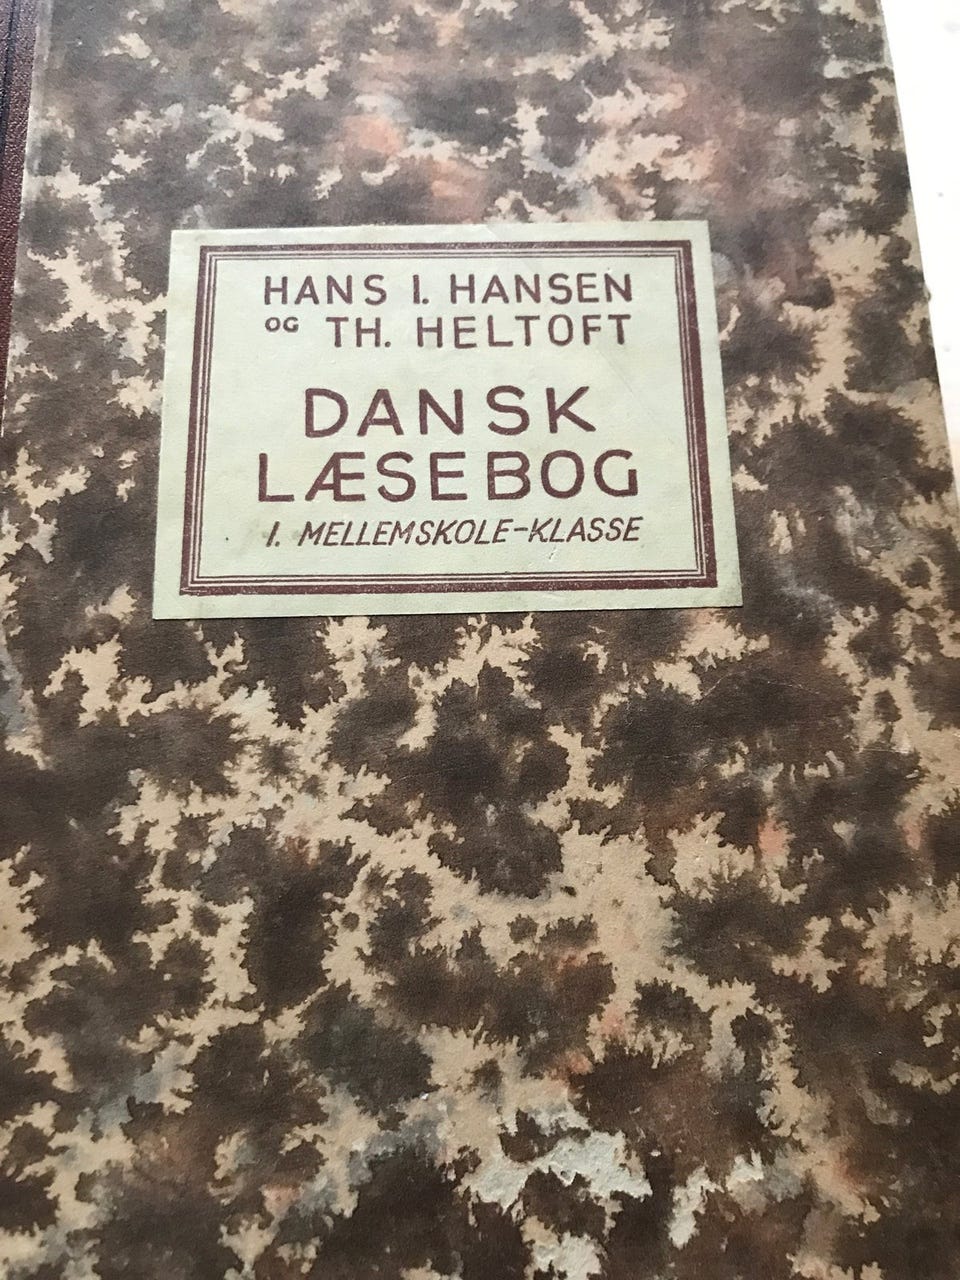 HANS I. HANSEN
OG TH. HELTOFT
DANSK
LÆSEBOG
I. MELLEMSKOLE-KLASSE